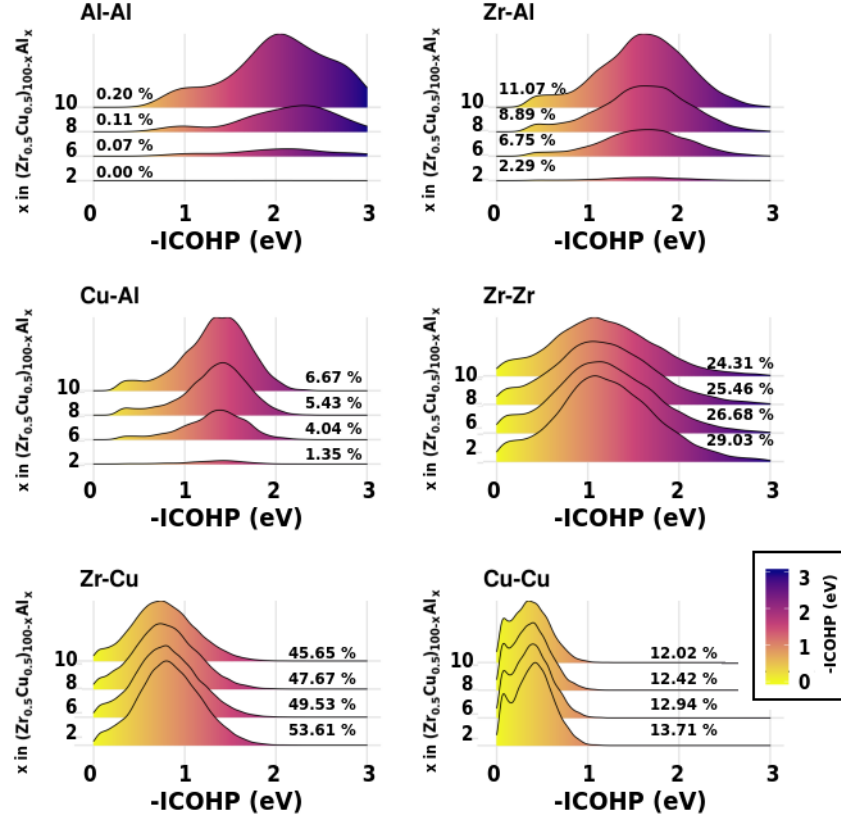 Al-Al
x in (Zr0.5Cu0.5)100-xAlx
10
0.20 %
8
0.11 %
6
0.07 %
2
0.00 %
0 1 2 3
-ICOHP (eV)
Zr-Al
x in (Zr0.5Cu0.5)100-xAlx
10
11.07 %
8
8.89 %
6
6.75 %
2
2.29 %
0 1 2 3
-ICOHP (eV)
Cu-Al
x in (Zr0.5Cu0.5)100-xAlx
10
6.67 %
8
5.43 %
6
4.04 %
2
1.35 %
0 1 2 3
-ICOHP (eV)
Zr-Zr
x in (Zr0.5Cu0.5)100-xAlx
10
24.31 %
8
25.46 %
6
26.68 %
2
29.03 %
0 1 2 3
-ICOHP (eV)
Zr-Cu
x in (Zr0.5Cu0.5)100-xAlx
10
45.65 %
8
47.67 %
6
49.53 %
2
53.61 %
0 1 2 3
-ICOHP (eV)
Cu-Cu
x in (Zr0.5Cu0.5)100-xAlx
10
12.02 %
8
12.42 %
6
12.94 %
2
13.71 %
0 1 2 3
-ICOHP (eV)
3
2
1
0
-ICOHP (eV)